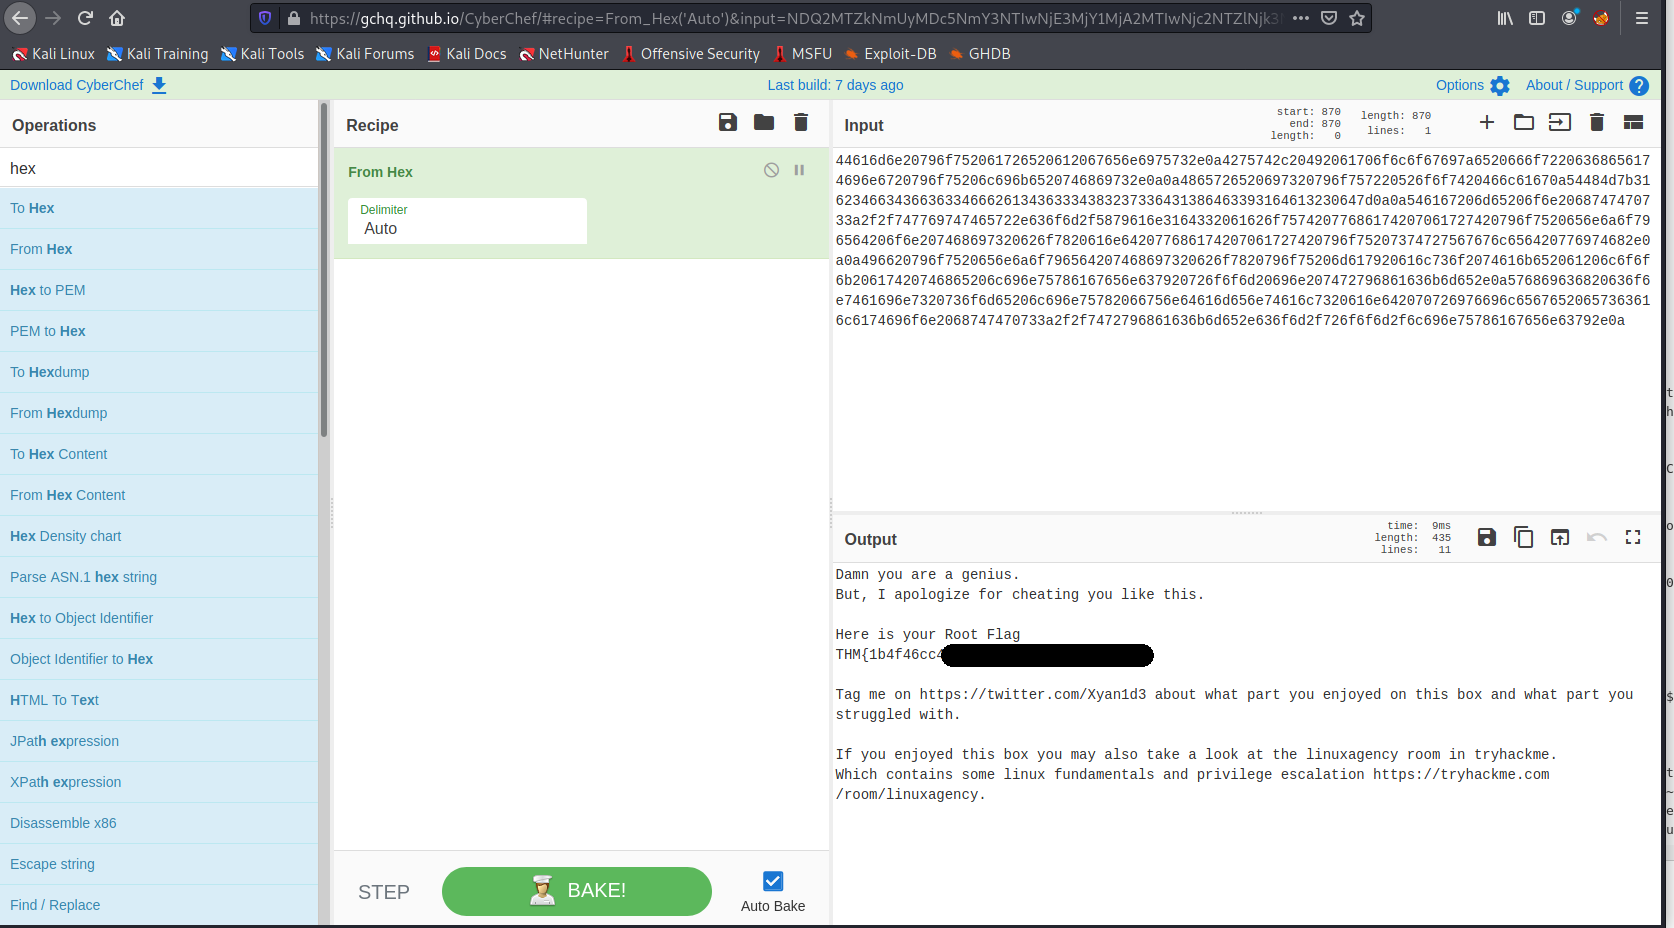 https://gchq.github.io/CyberChef/#recipe=From_Hex('Auto')&input=NDQ2MTZkNmUyMDc5NmY3NTIwNjE3MjY1MjA2MTIwNjc2NTZlNjk3
Kali Linux Kali Training Kali Tools Kali Forums Kali Docs NetHunter Offensive Security MSFU Exploit-DB GHDB
Download CyberChef Last build: 7 days ago Options About / Support
Operations
hex
To Hex
From Hex
Hex to PEM
PEM to Hex
To Hexdump
From Hexdump
To Hex Content
From Hex Content
Hex Density chart
Parse ASN.1 hex string
Hex to Object Identifier
Object Identifier to Hex
HTML To Text
JPath expression
XPath expression
Disassemble x86
Escape string
Find / Replace
Recipe
From Hex
Delimiter
Auto
STEP
BAKE!
Auto Bake
Input
start: 870
end: 870
length: 0
length: 870
lines: 1
44616d6e20796f752061726520612067656e6975732e0a4275742c20492061706f6c6f67697a6520666f7220636865617
4696e6720796f75206c696b6520746869732e0a0a4865726520697320796f757220526f6f7420466c61670a54484d7b31
0a0a496620796f7520656e6a6f796564207468697320626f7820796f75206d617920616c736f2074616b652061206c6f6f
6b20617420746865206c696e75786167656e637920726f6f6d20696e207472796861636b6d652e0a576869636820636f6
e7461696e7320736f6d65206c696e75782066756e64616d656e74616c7320616e642070726976696c6567652065736361
6c6174696f6e2068747470733a2f2f7472796861636b6d652e636f6d2f726f6f6d2f6c696e75786167656e63792e0a
Output
time: 9ms
length: 435
lines: 11
Damn you are a genius.
But, I apologize for cheating you like this.
Here is your Root Flag
THM{1b4f46cc4
Tag me on https://twitter.com/Xyan1d3 about what part you enjoyed on this box and what part you
struggled with.
If you enjoyed this box you may also take a look at the linuxagency room in tryhackme.
Which contains some linux fundamentals and privilege escalation https://tryhackme.com
/room/linuxagency.